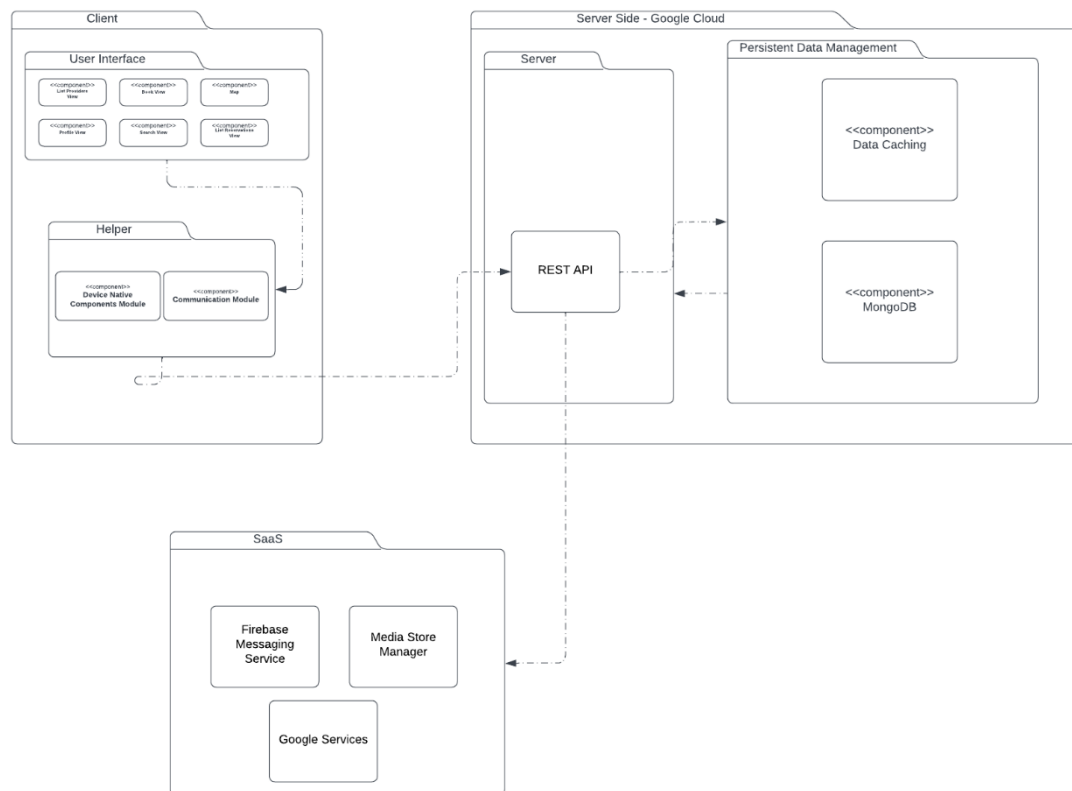 Client
User Interface
<<component>>
List Providers
View
<<component>>
Book View
<<component>>
Map
<<component>>
Profile View
<<component>>
Search View
<<component>>
List Reservations
View
Helper
<<component>>
Device Native
Components Module
<<component>>
Communication Module
Server Side - Google Cloud
Server
REST API
Persistent Data Management
<<component>>
Data Caching
<<component>>
MongoDB
SaaS
Firebase
Messaging
Service
Media Store
Manager
Google Services